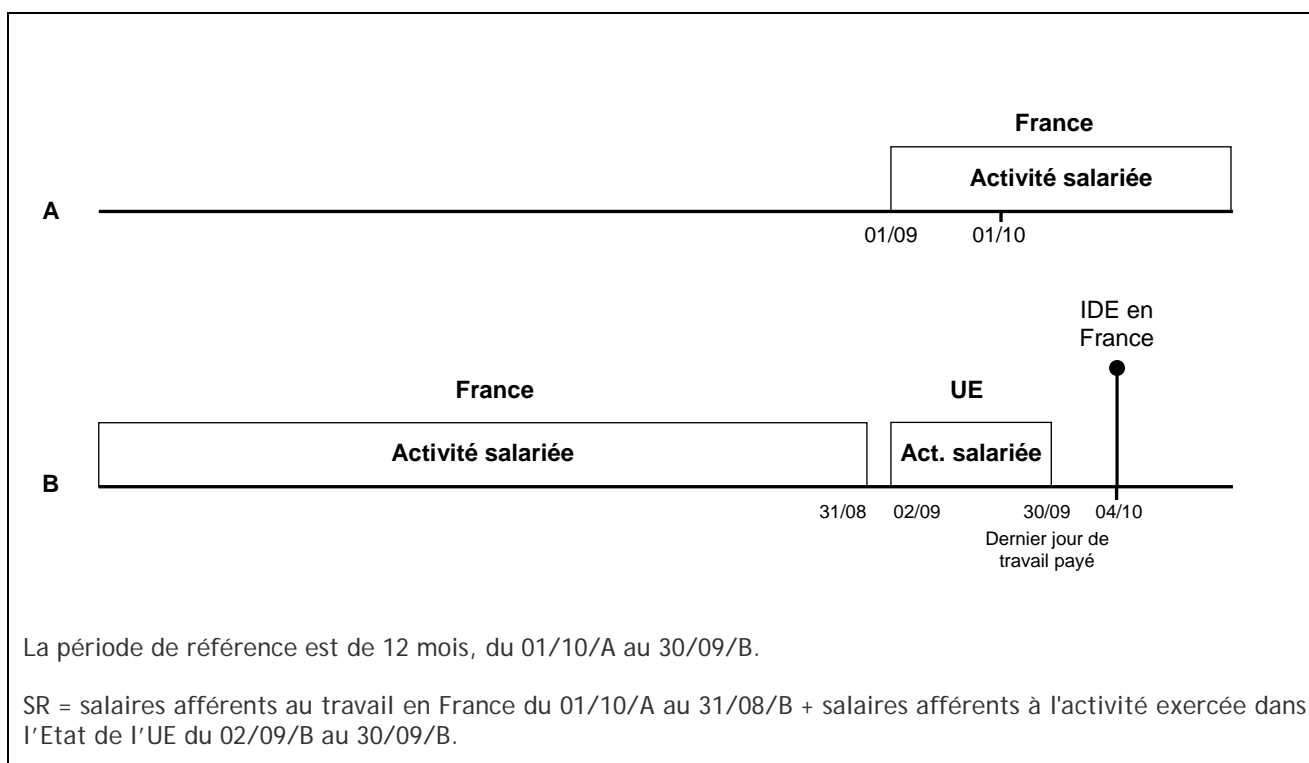 France
Activité salariée
A
01/09 01/10
IDE en
France
France UE
Activité salariée Act. salariée
B
31/08 02/09 30/09 04/10
Dernier jour de
travail payé
La période de référence est de 12 mois, du 01/10/A au 30/09/B.
SR = salaires afférents au travail en France du 01/10/A au 31/08/B + salaires afférents à l'activité exercée dans
l'Etat de l'UE du 02/09/B au 30/09/B.